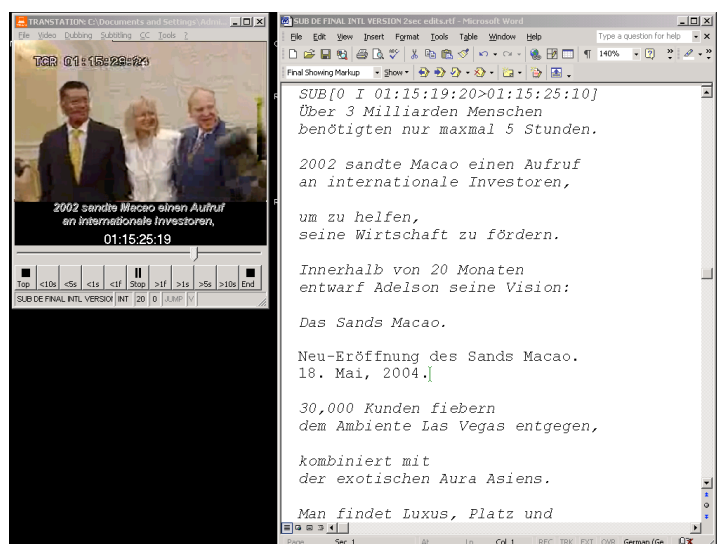 TRANSTATION: C:\Documents and Settings\
File Video Dubbing Subtitling CC Tools ?
TCR 01:15:29:24
2002 sandte Macao einen Aufruf
an internationale Investoren,
01:15:25:19
Top <10s <5s <1s <1f Stop >1f >1s >5s >10s End
SUB DE FINAL INTL VERSION INT 20 0 JUMP V
SUB DE FINAL INTL VERSION 2sec edits.rtf - Microsoft Word
File Edit View Insert Format Tools Table Window Help Type a question for help
140%
Final Showing Markup Show
SUB[0 I 01:15:19:20>01:15:25:10]
Über 3 Milliarden Menschen
benötigten nur maxmal 5 Stunden.
2002 sandte Macao einen Aufruf
an internationale Investoren,
um zu helfen,
seine Wirtschaft zu fördern.
Innerhalb von 20 Monaten
entwarf Adelson seine Vision:
Das Sands Macao.
Neu-Eröffnung des Sands Macao.
18. Mai, 2004.
30,000 Kunden fiebern
dem Ambiente Las Vegas entgegen,
kombiniert mit
der exotischen Aura Asiens.
Man findet Luxus, Platz und
Page Sec 1 At Ln Col 1 REC TRK EXT OVR German (Ge